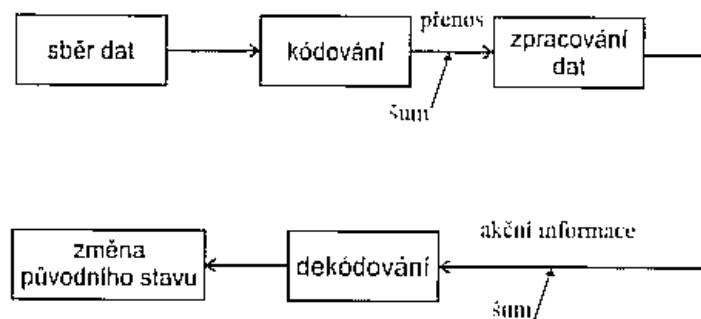 sběr dat
kódování
přenos
šum
zpracování
dat
akční informace
šum
dekódování
změna
původního stavu